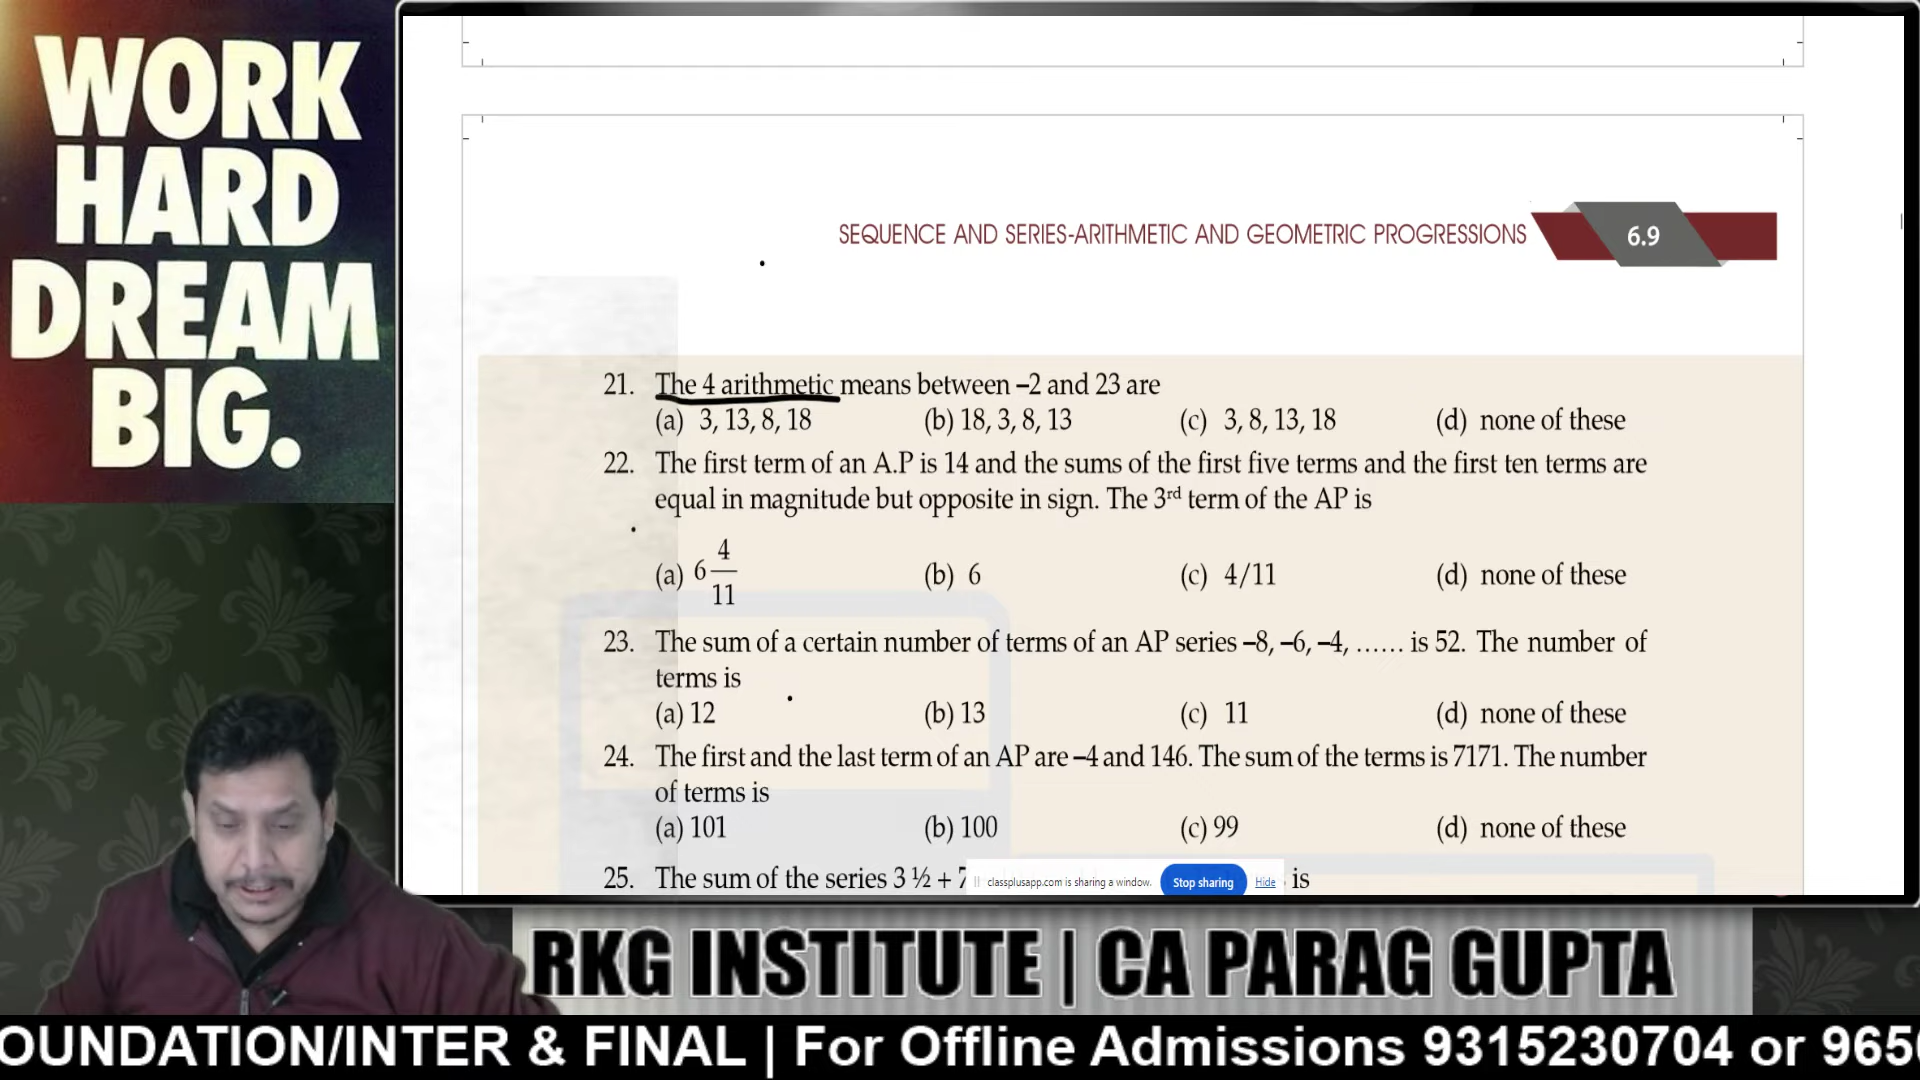 WORK
HARD
DREAM
BIG.
SEQUENCE AND SERIES-ARITHMETIC AND GEOMETRIC PROGRESSIONS 6.9
21. The 4 arithmetic means between –2 and 23 are
(a) 3, 13, 8, 18 (b) 18, 3, 8, 13 (c) 3, 8, 13, 18 (d) none of these
22. The first term of an A.P is 14 and the sums of the first five terms and the first ten terms are
equal in magnitude but opposite in sign. The 3rd term of the AP is
(a) 6 4/11 (b) 6 (c) 4/11 (d) none of these
23. The sum of a certain number of terms of an AP series –8, –6, –4, …… is 52. The number of
terms is
(a) 12 (b) 13 (c) 11 (d) none of these
24. The first and the last term of an AP are –4 and 146. The sum of the terms is 7171. The number
of terms is
(a) 101 (b) 100 (c) 99 (d) none of these
25. The sum of the series 3 ½ + 7 is
classplusapp.com is sharing a window. Stop sharing Hide
RKG INSTITUTE | CA PARAG GUPTA
OUNDATION/INTER & FINAL | For Offline Admissions 9315230704 or 965